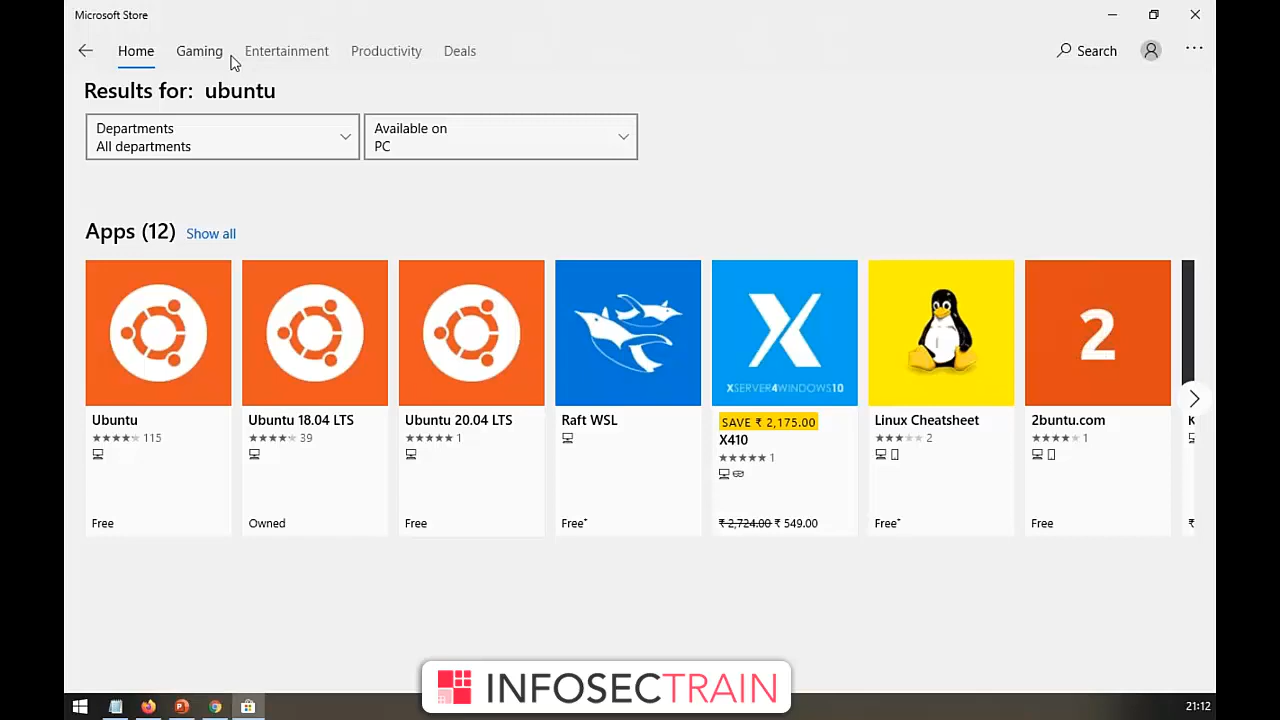 Microsoft Store
Home Gaming Entertainment Productivity Deals Search
Results for: ubuntu
Departments
All departments
Available on
PC
Apps (12) Show all
Ubuntu
115
Free
Ubuntu 18.04 LTS
39
Owned
Ubuntu 20.04 LTS
1
Free
Raft WSL
Free+
X
XSERVER4WINDOWS10
SAVE ₹ 2,175.00
X410
1
₹ 2,724.00 ₹ 549.00
Linux Cheatsheet
2
Free+
2
2buntu.com
1
Free
₹
INFOSECTRAIN
21:12